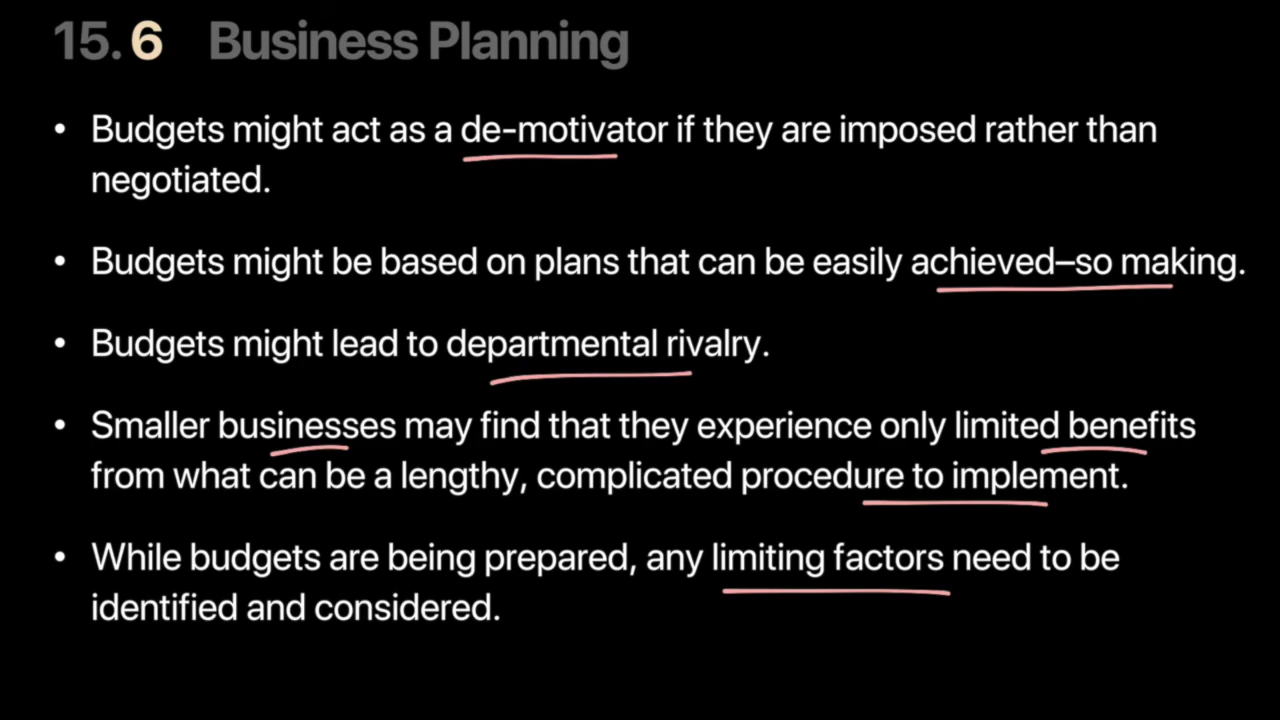 15.6 Business Planning
• Budgets might act as a de-motivator if they are imposed rather than
negotiated.
• Budgets might be based on plans that can be easily achieved–so making.
• Budgets might lead to departmental rivalry.
• Smaller businesses may find that they experience only limited benefits
from what can be a lengthy, complicated procedure to implement.
• While budgets are being prepared, any limiting factors need to be
identified and considered.